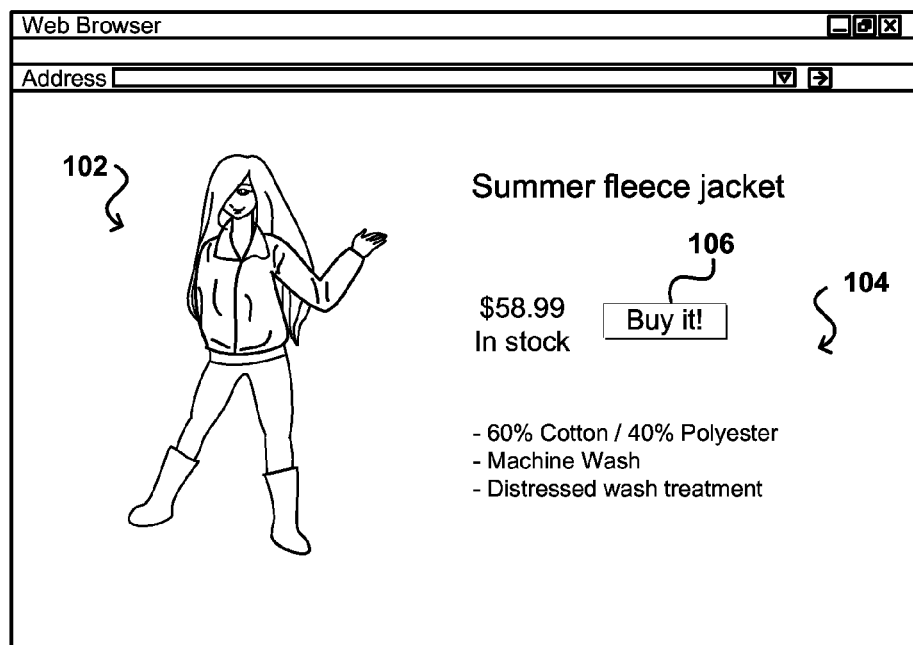 Web Browser
Address
102
Summer fleece jacket
106
104
$58.99
Buy it!
In stock
- 60% Cotton / 40% Polyester
- Machine Wash
- Distressed wash treatment